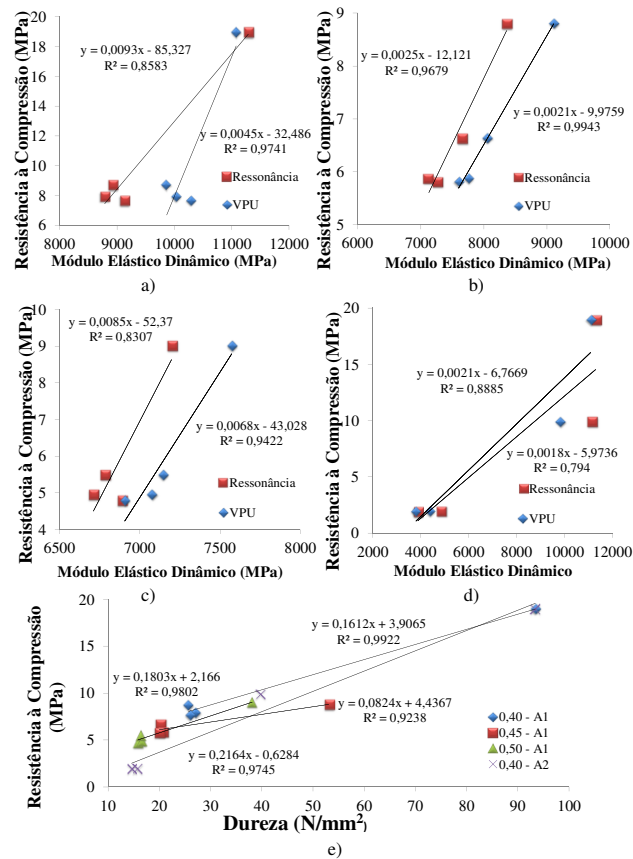 Resistência à Compressão (MPa)
20
18
16
14
12
10
8
6
y = 0,0093x - 85,327
R² = 0,8583
y = 0,0045x - 32,486
R² = 0,9741
Ressonância
VPU
8000 9000 10000 11000 12000
Módulo Elástico Dinâmico (MPa)
a)
Resistência à Compressão (MPa)
9
8
7
6
5
y = 0,0025x - 12,121
R² = 0,9679
y = 0,0021x - 9,9759
R² = 0,9943
Ressonância
VPU
6000 7000 8000 9000 10000
Módulo Elástico Dinâmico (MPa)
b)
Resistência à Compressão (MPa)
10
9
8
7
6
5
4
y = 0,0085x - 52,37
R² = 0,8307
y = 0,0068x - 43,028
R² = 0,9422
Ressonância
VPU
6500 7000 7500 8000
Módulo Elástico Dinâmico (MPa)
c)
Resistência à Compressão (MPa)
20
15
10
5
0
y = 0,0021x - 6,7669
R² = 0,8885
y = 0,0018x - 5,9736
R² = 0,794
Ressonância
VPU
2000 4000 6000 8000 10000 12000
Módulo Elástico Dinâmico
d)
Resistência à Compressão
(MPa)
20
15
10
5
0
y = 0,1612x + 3,9065
R² = 0,9922
y = 0,1803x + 2,166
R² = 0,9802
y = 0,0824x + 4,4367
R² = 0,9238
y = 0,2164x - 0,6284
R² = 0,9745
0,40 - A1
0,45 - A1
0,50 - A1
0,40 - A2
10 20 30 40 50 60 70 80 90 100
Dureza (N/mm²)
e)